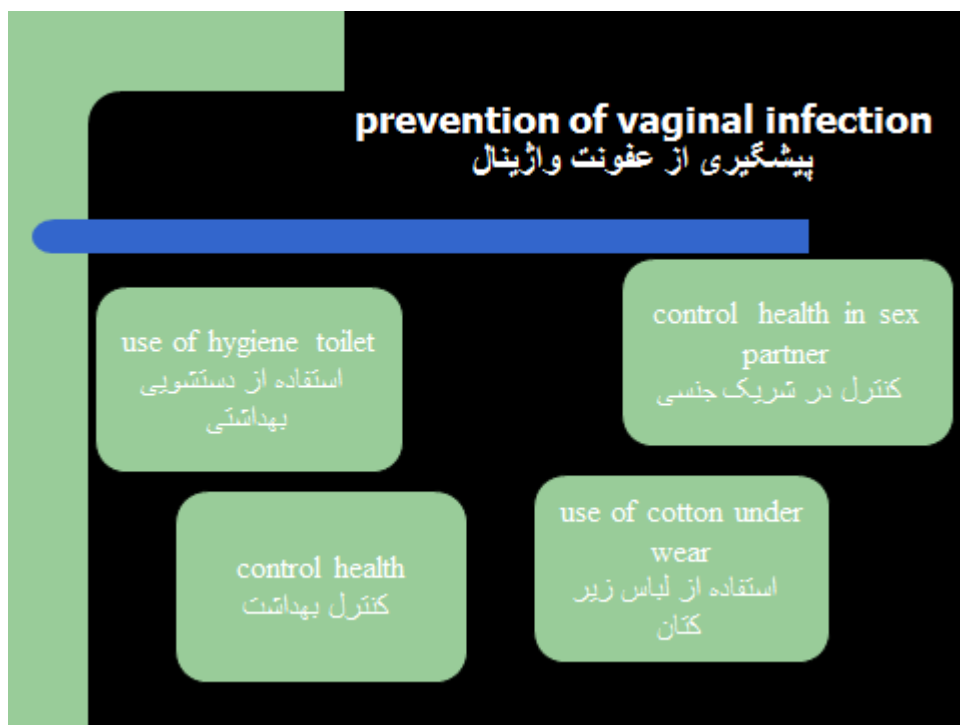 prevention of vaginal infection
پیشگیری از عفونت واژینال
use of hygiene toilet
استفاده از دستشویی
بهداشتی
control health in sex
partner
کنترل در شریک جنسی
control health
کنترل بهداشت
use of cotton under
wear
استفاده از لباس زیر
کتان